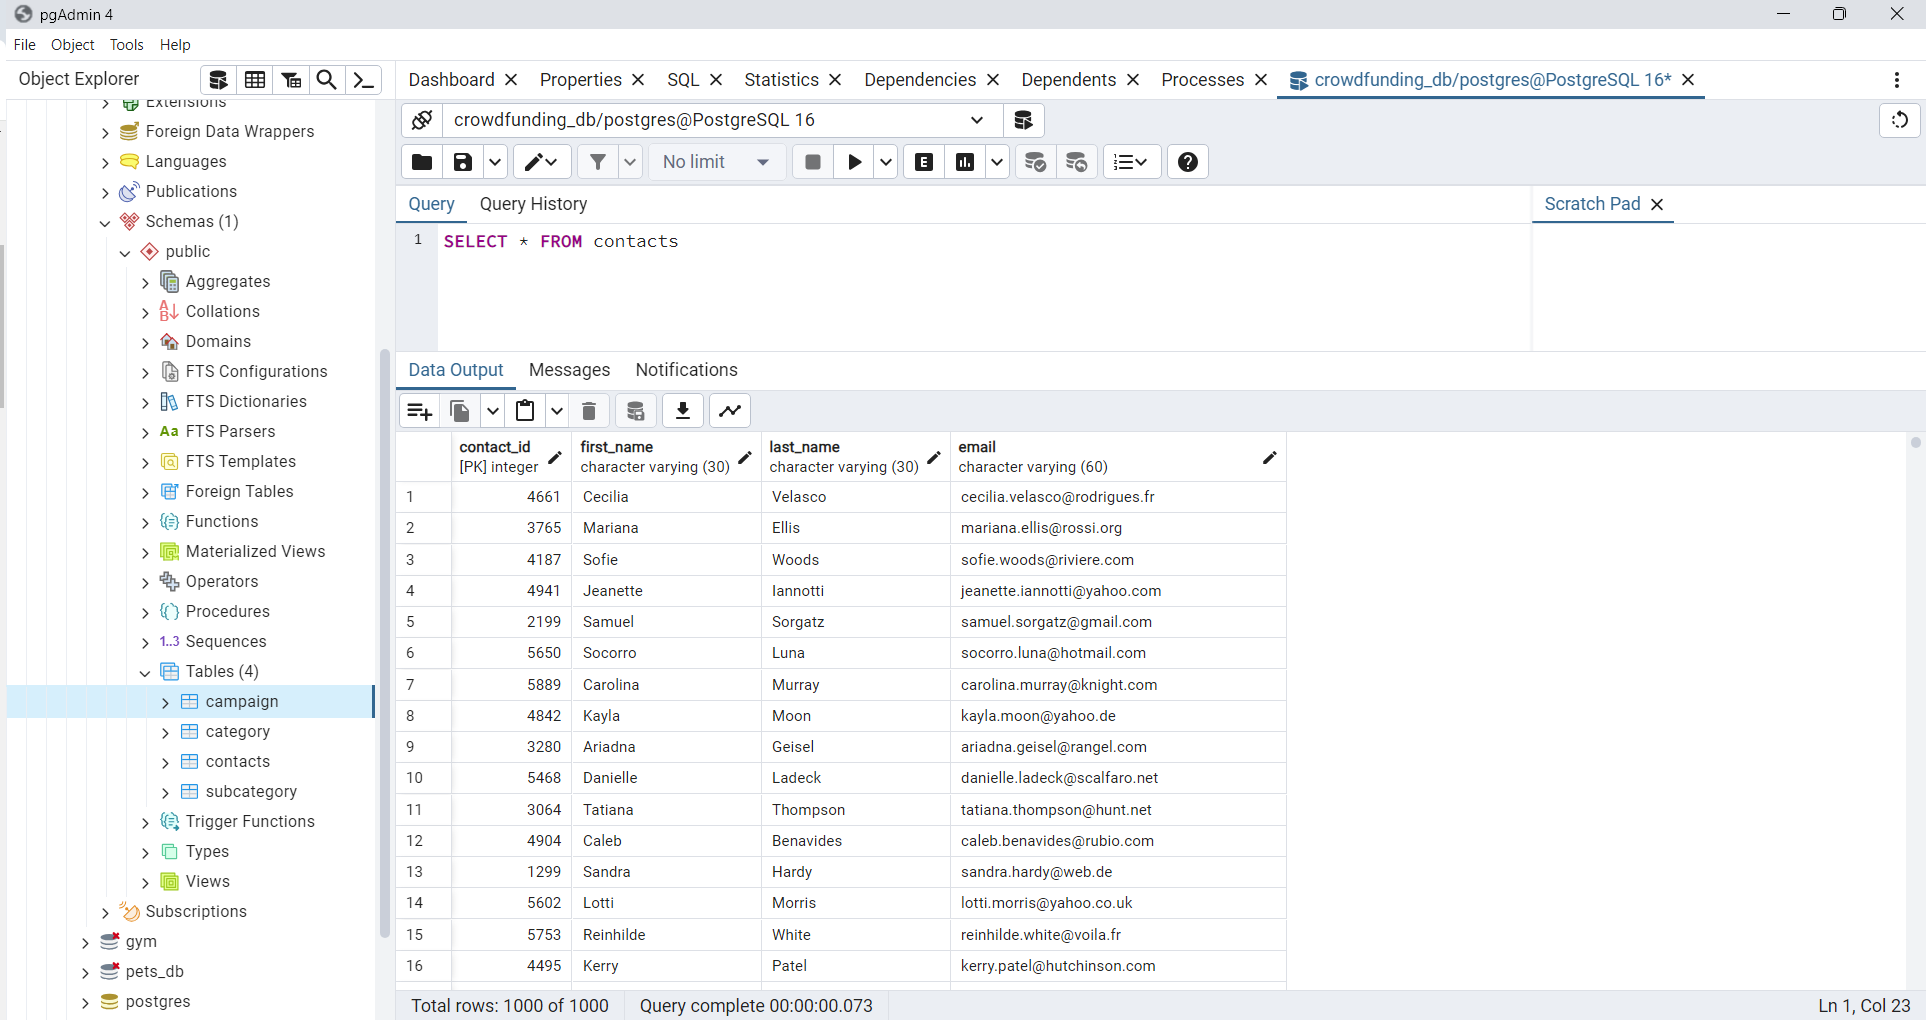 pgAdmin 4
File Object Tools Help
Object Explorer
Dashboard Properties SQL Statistics Dependencies Dependents Processes crowdfunding_db/postgres@PostgreSQL 16*
crowdfunding_db/postgres@PostgreSQL 16
No limit
E
Query Query History
Scratch Pad
1 SELECT * FROM contacts
Extensions
Foreign Data Wrappers
Languages
Publications
Schemas (1)
public
Aggregates
Collations
Domains
FTS Configurations
FTS Dictionaries
Aa FTS Parsers
FTS Templates
Foreign Tables
Functions
Materialized Views
Operators
Procedures
1..3 Sequences
Tables (4)
campaign
category
contacts
subcategory
Trigger Functions
Types
Views
Subscriptions
gym
pets_db
postgres
Data Output Messages Notifications
contact_id first_name last_name email
[PK] integer character varying (30) character varying (30) character varying (60)
1 4661 Cecilia Velasco cecilia.velasco@rodrigues.fr
2 3765 Mariana Ellis mariana.ellis@rossi.org
3 4187 Sofie Woods sofie.woods@riviere.com
4 4941 Jeanette Iannotti jeanette.iannotti@yahoo.com
5 2199 Samuel Sorgatz samuel.sorgatz@gmail.com
6 5650 Socorro Luna socorro.luna@hotmail.com
7 5889 Carolina Murray carolina.murray@knight.com
8 4842 Kayla Moon kayla.moon@yahoo.de
9 3280 Ariadna Geisel ariadna.geisel@rangel.com
10 5468 Danielle Ladeck danielle.ladeck@scalfaro.net
11 3064 Tatiana Thompson tatiana.thompson@hunt.net
12 4904 Caleb Benavides caleb.benavides@rubio.com
13 1299 Sandra Hardy sandra.hardy@web.de
14 5602 Lotti Morris lotti.morris@yahoo.co.uk
15 5753 Reinhilde White reinhilde.white@voila.fr
16 4495 Kerry Patel kerry.patel@hutchinson.com
Total rows: 1000 of 1000 Query complete 00:00:00.073 Ln 1, Col 23